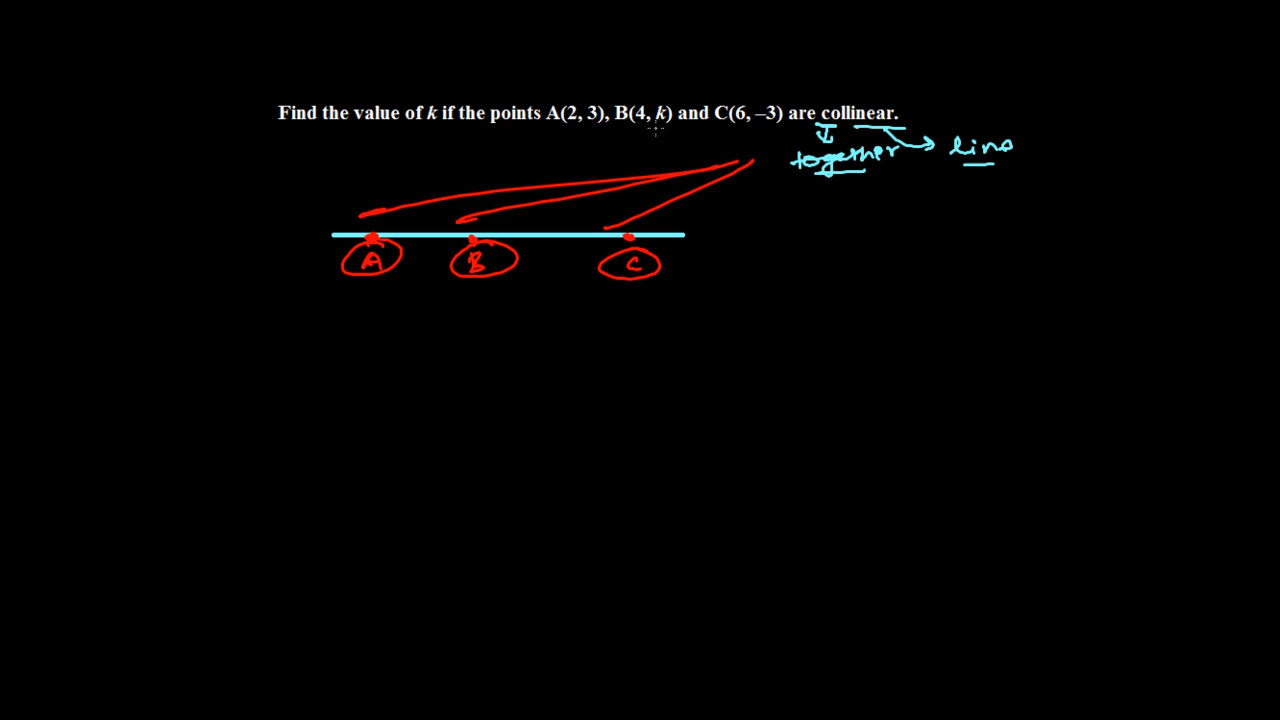 Find the value of k if the points A(2, 3), B(4, k) and C(6, –3) are collinear.
together line
A B C